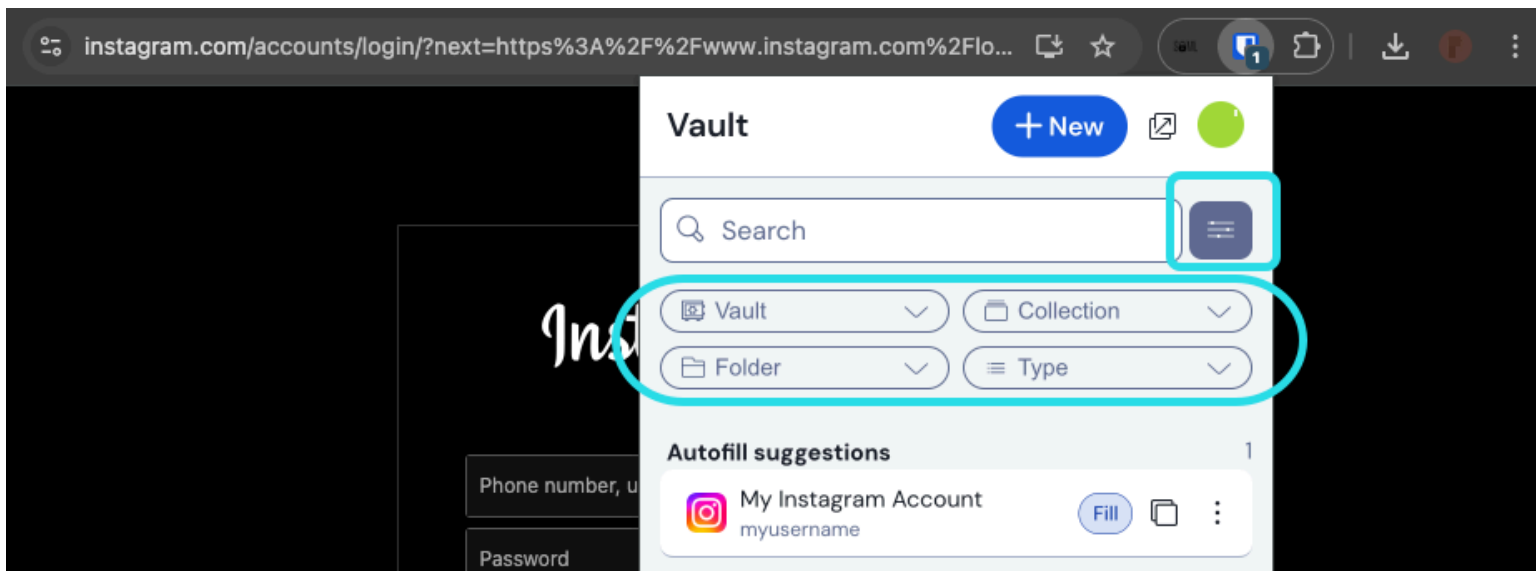 instagram.com/accounts/login/?next=https%3A%2F%2Fwww.instagram.com%2Flo...
1
Vault
New
Search
Vault
Collection
Folder
Type
Inst
Autofill suggestions
1
Phone number, u
My Instagram Account
myusername
Fill
Password